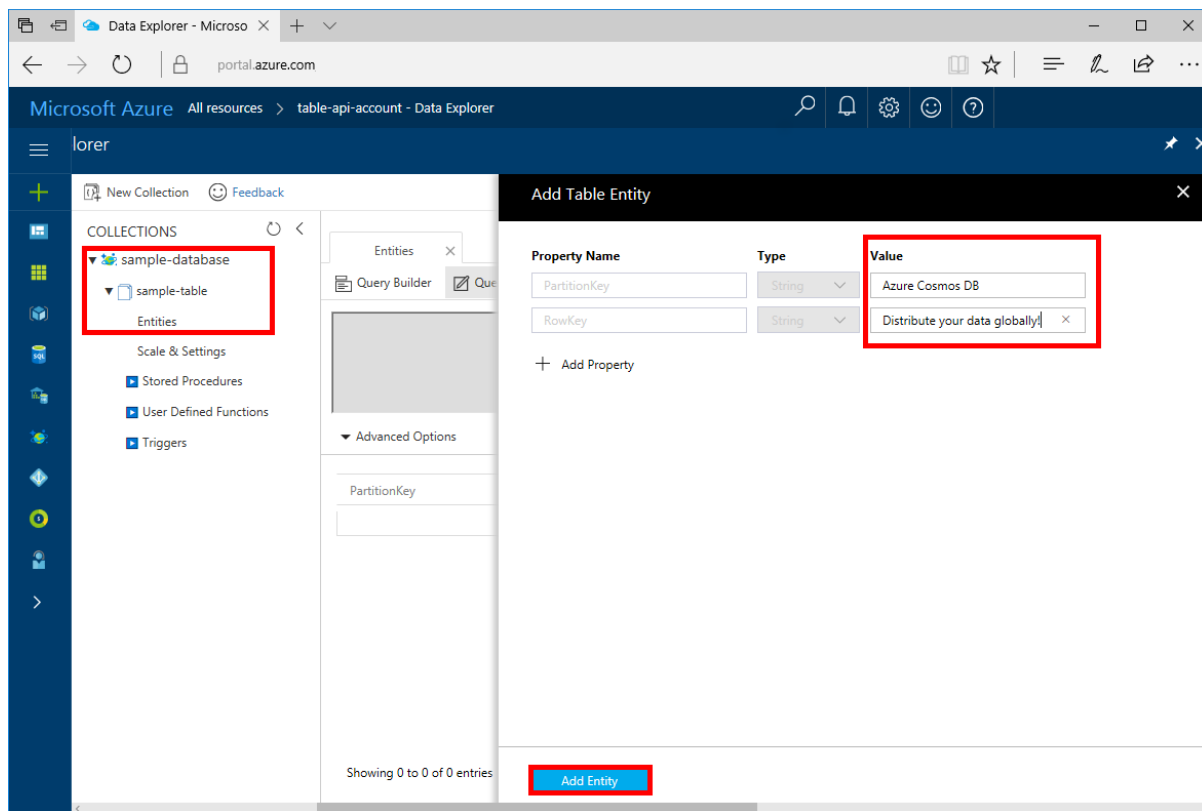 Data Explorer - Microso
portal.azure.com
Microsoft Azure All resources > table-api-account - Data Explorer
lorer
New Collection Feedback
Add Table Entity
COLLECTIONS
sample-database
sample-table
Entities
Scale & Settings
Stored Procedures
User Defined Functions
Triggers
Entities
Query Builder Que
Advanced Options
PartitionKey
Showing 0 to 0 of 0 entries
Property Name Type Value
PartitionKey String Azure Cosmos DB
RowKey String Distribute your data globally!
Add Property
Add Entity